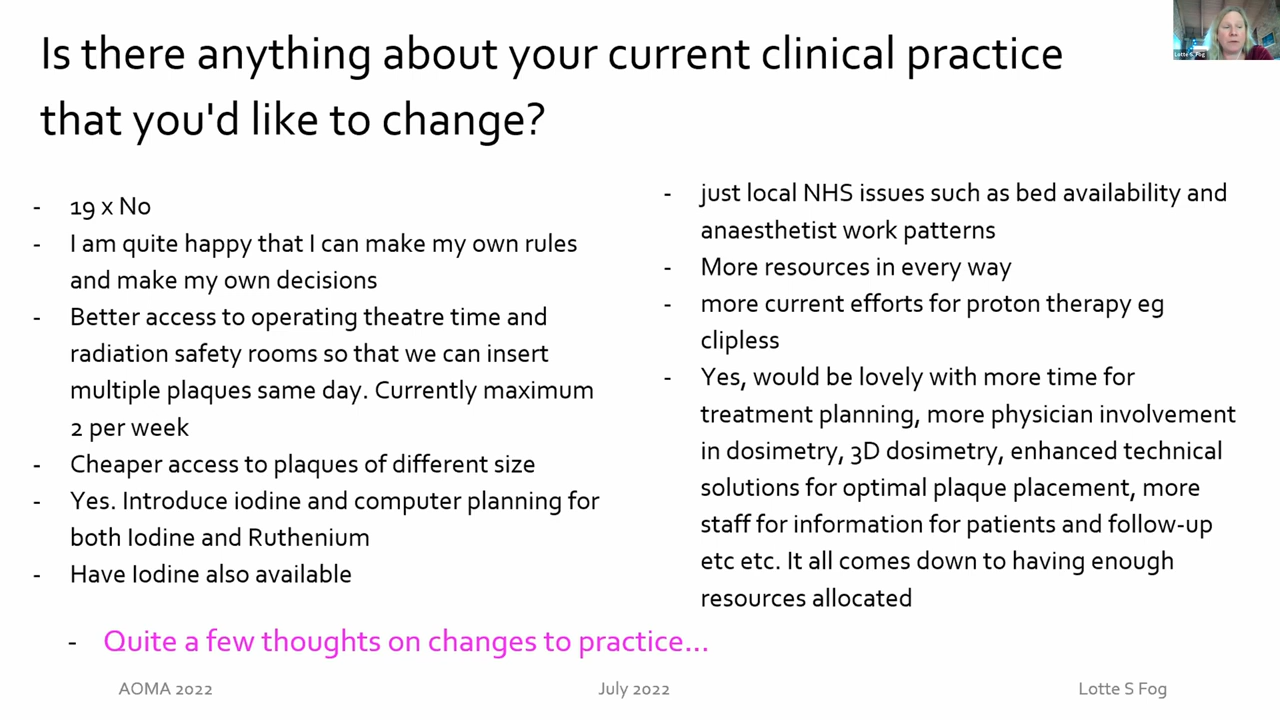 Is there anything about your current clinical practice
that you'd like to change?
- 19 x No
- I am quite happy that I can make my own rules
and make my own decisions
- Better access to operating theatre time and
radiation safety rooms so that we can insert
multiple plaques same day. Currently maximum
2 per week
- Cheaper access to plaques of different size
- Yes. Introduce iodine and computer planning for
both Iodine and Ruthenium
- Have Iodine also available
- just local NHS issues such as bed availability and
anaesthetist work patterns
- More resources in every way
- more current efforts for proton therapy eg
clipless
- Yes, would be lovely with more time for
treatment planning, more physician involvement
in dosimetry, 3D dosimetry, enhanced technical
solutions for optimal plaque placement, more
staff for information for patients and follow-up
etc etc. It all comes down to having enough
resources allocated
- Quite a few thoughts on changes to practice...
AOMA 2022
July 2022
Lotte S Fog
Lotte S. Fog